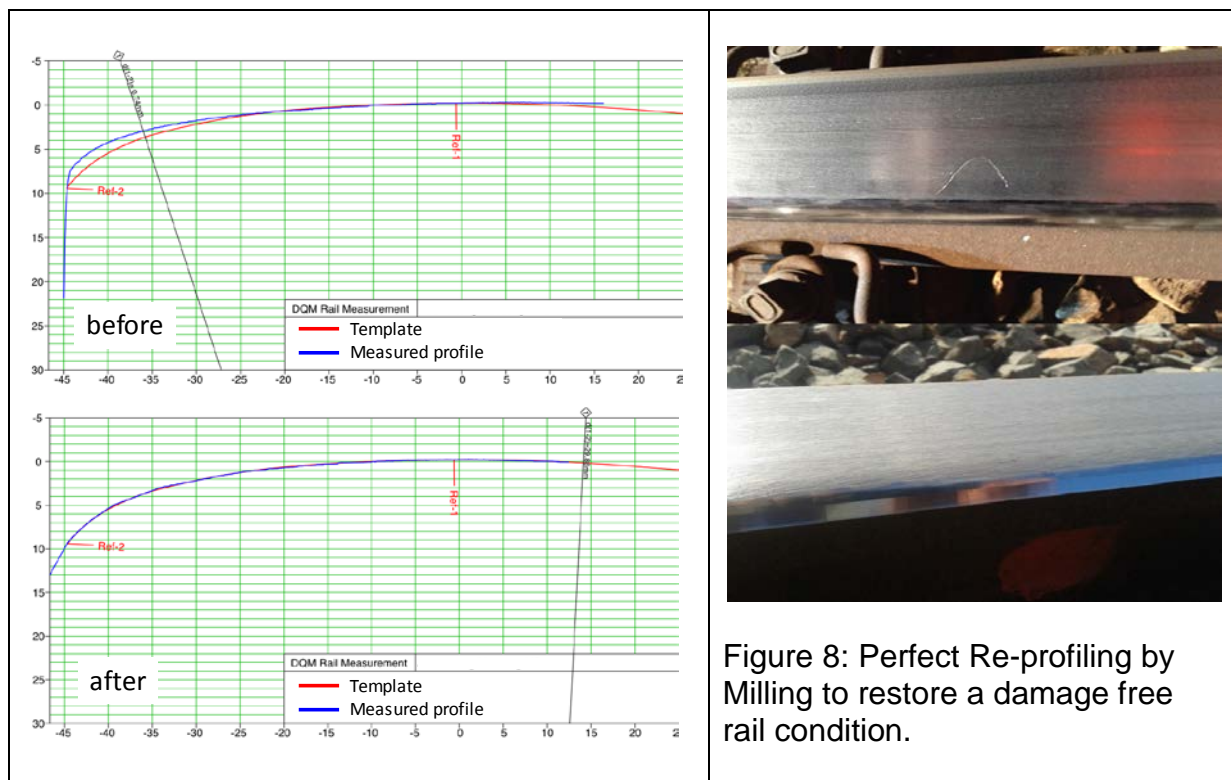 -5
0
5
10
15
20
25
30
Ref-1
Ref-2
before
DQM Rail Measurement
Template
Measured profile
-45 -40 -35 -30 -25 -20 -15 -10 -5 0 5 10 15 20
-5
0
5
10
15
20
25
30
Ref-1
Ref-2
after
DQM Rail Measurement
Template
Measured profile
-45 -40 -35 -30 -25 -20 -15 -10 -5 0 5 10 15 20
Figure 8: Perfect Re-profiling by
Milling to restore a damage free
rail condition.